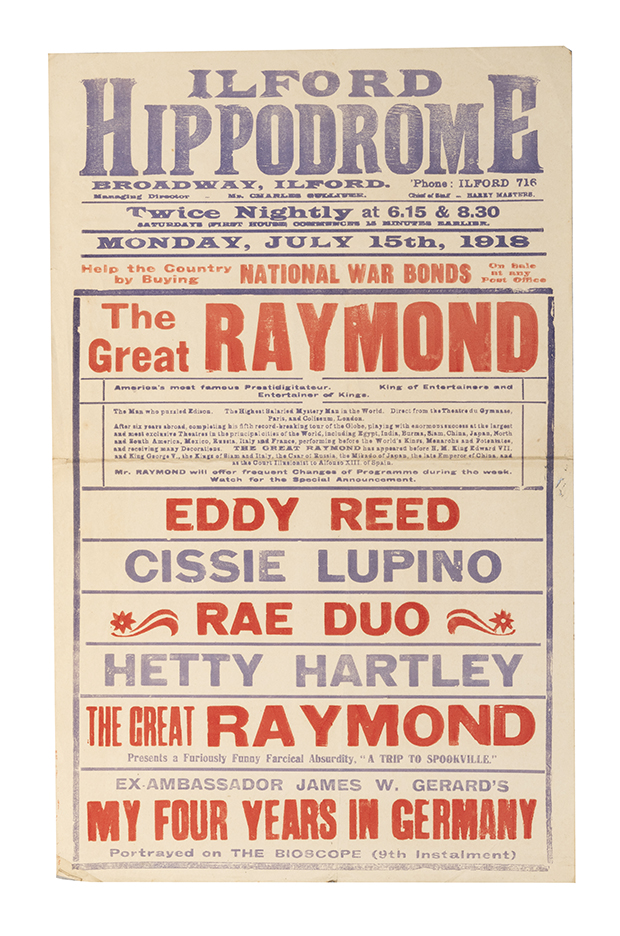 ILFORD
HIPPODROME
BROADWAY, ILFORD. 'Phone: ILFORD 716
Managing Director - Mr. CHARLES GULLIVER. Chief of Staff - HARRY MASTERS.
Twice Nightly at 6.15 & 8.30
SATURDAYS (FIRST HOUSE) COMMENCES 15 MINUTES EARLIER.
MONDAY, JULY 15th, 1918
Help the Country by Buying NATIONAL WAR BONDS On Sale at any Post Office
The Great RAYMOND
America's most famous Prestidigitateur. King of Entertainers and
Entertainer of Kings.
The Man who puzzled Edison. The Highest Salaried Mystery Man in the World. Direct from the Theatre du Gymnase,
Paris, and Coliseum, London.
After six years abroad, completing his fifth record-breaking tour of the Globe, playing with enormous success at the largest
and most exclusive Theatres in the principal cities of the World, including Egypt, India, Burma, Siam, China, Japan, North
and South America, Mexico, Russia, Italy and France, performing before the World's Kings, Monarchs and Potentates,
and receiving many Decorations. THE GREAT RAYMOND has appeared before H. M. King Edward VII.
and King George V., the Kings of Siam and Italy, the Czar of Russia, the Mikado of Japan, the late Emperor of China, and
as the Court Illusionist to Alfonso XIII. of Spain.
Mr. RAYMOND will offer frequent Changes of Programme during the week.
Watch for the Special Announcement.
EDDY REED
CISSIE LUPINO
RAE DUO
HETTY HARTLEY
THE GREAT RAYMOND
Presents a Furiously Funny Farcical Absurdity, "A TRIP TO SPOOKVILLE."
EX-AMBASSADOR JAMES W. GERARD'S
MY FOUR YEARS IN GERMANY
Portrayed on THE BIOSCOPE (9th Instalment)